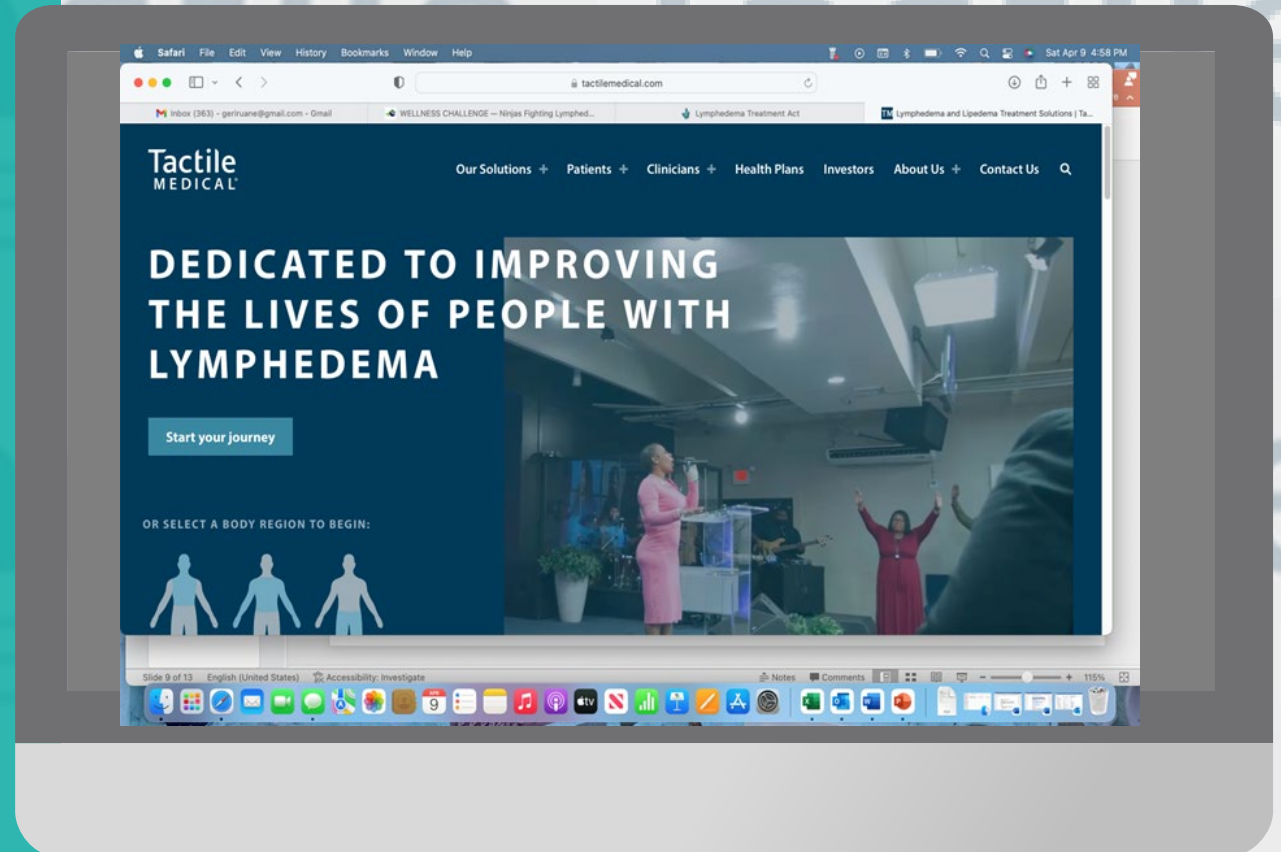 Safari File Edit View History Bookmarks Window Help Sat Apr 9 4:58 PM
tactilemedical.com
Inbox (363) - geriruane@gmail.com - Gmail
WELLNESS CHALLENGE — Ninjas Fighting Lymphed...
Lymphedema Treatment Act
TM Lymphedema and Lipedema Treatment Solutions | Ta...
Tactile
MEDICAL
Our Solutions + Patients + Clinicians + Health Plans Investors About Us + Contact Us
DEDICATED TO IMPROVING
THE LIVES OF PEOPLE WITH
LYMPHEDEMA
Start your journey
OR SELECT A BODY REGION TO BEGIN:
Slide 9 of 13 English (United States) Accessibility: Investigate Notes Comments 115%
APR
9
tv